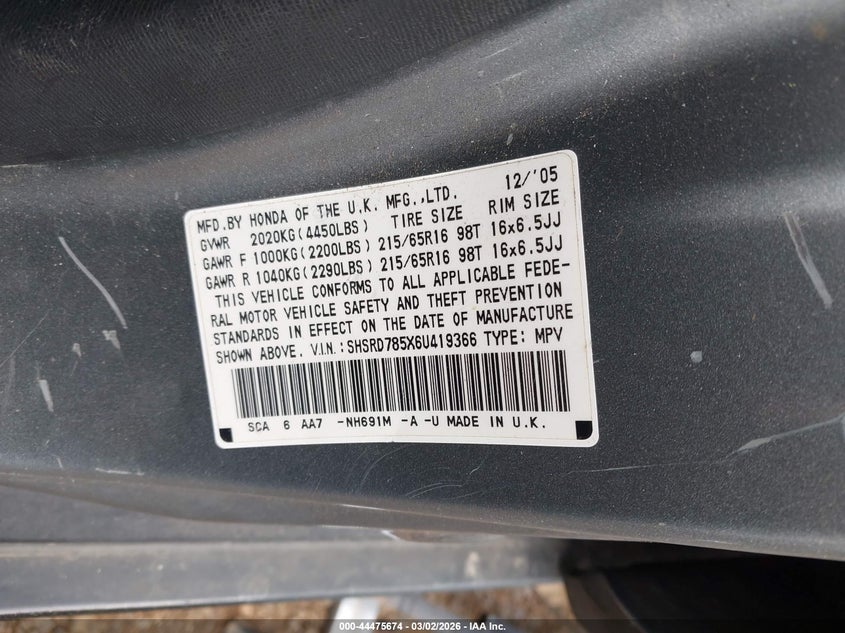 MFD.BY HONDA OF THE U.K. MFG.,LTD. 12/'05
GVWR 2020KG(4450LBS) TIRE SIZE RIM SIZE
GAWR F 1000KG(2200LBS) 215/65R16 98T 16x6.5JJ
GAWR R 1040KG(2290LBS) 215/65R16 98T 16x6.5JJ
THIS VEHICLE CONFORMS TO ALL APPLICABLE FEDE-
RAL MOTOR VEHICLE SAFETY AND THEFT PREVENTION
STANDARDS IN EFFECT ON THE DATE OF MANUFACTURE
SHOWN ABOVE. V.I.N.:SHSRD785X6U419366 TYPE: MPV
SCA 6 AA7 -NH691M -A -U MADE IN U.K.
000-44475674 - 03/02/2026 - IAA Inc.